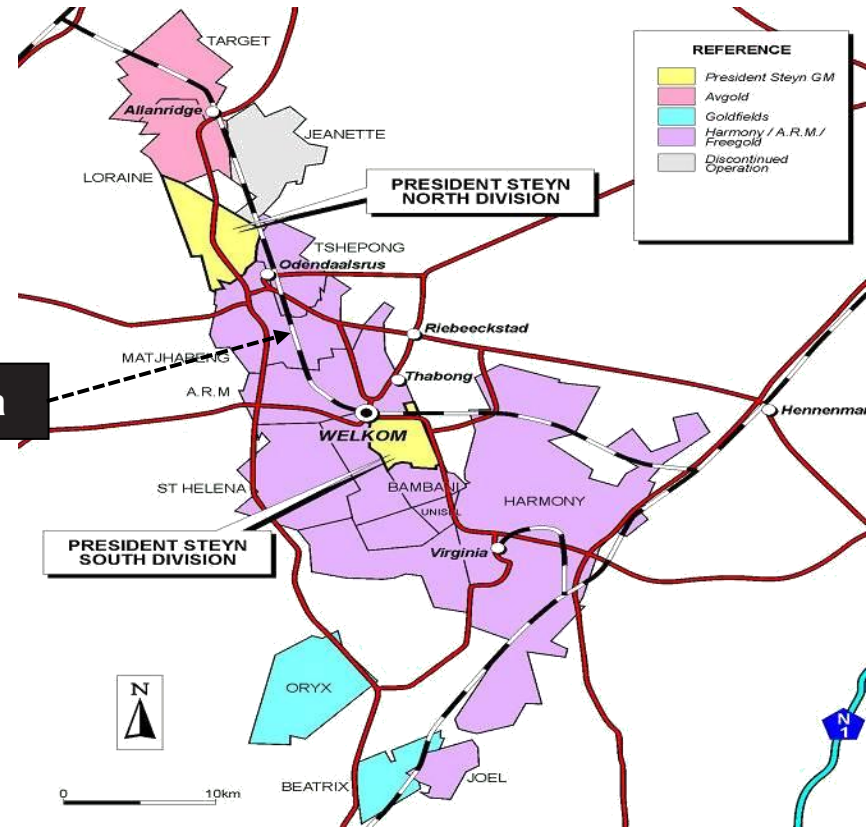 TARGET
Allanridge
JEANETTE
LORAINE
PRESIDENT STEYN
NORTH DIVISION
REFERENCE
President Steyn GM
Avgold
Goldfields
Harmony / A.R.M./
Freegold
Discontinued
Operation
TSHEPONG
Odendaalsrus
Riebeeckstad
MATJHABENG
A.R.M
Thabong
WELKOM
ST HELENA
BAMBANI
UNISEL
HARMONY
Virginia
PRESIDENT STEYN
SOUTH DIVISION
N
ORYX
BEATRIX
JOEL
0 10km
N
1